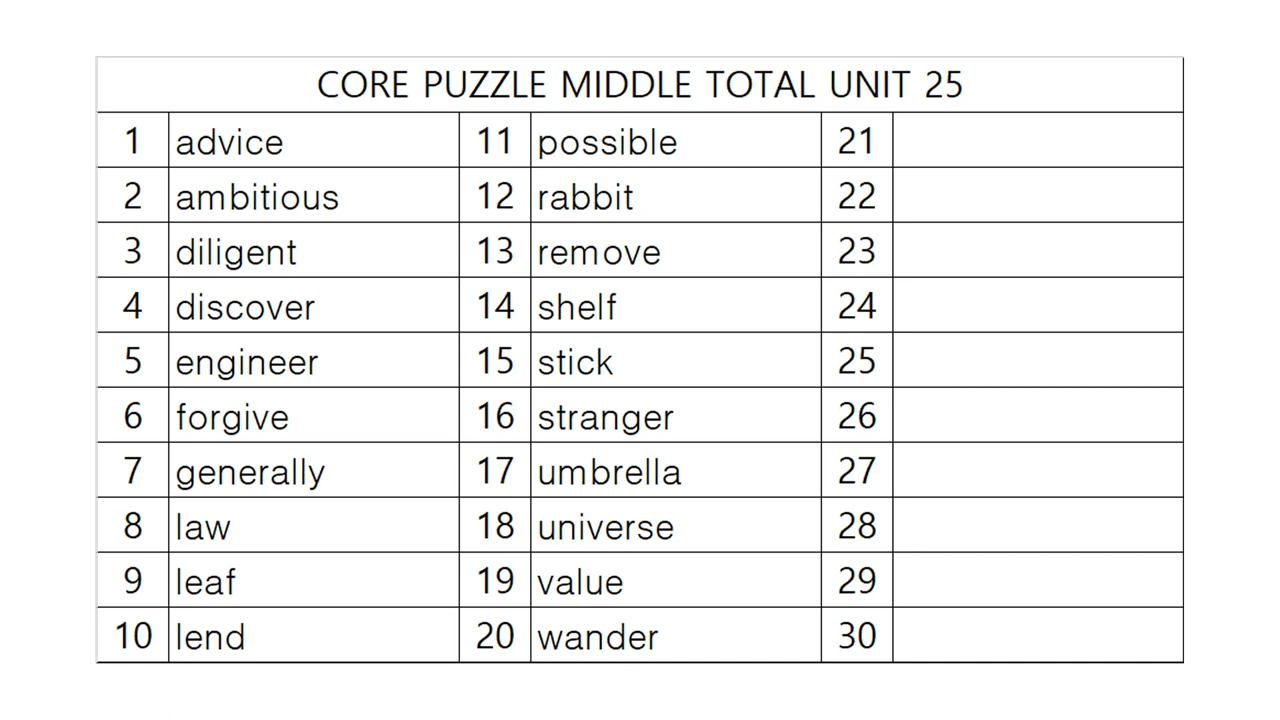 CORE PUZZLE MIDDLE TOTAL UNIT 25
1 advice 11 possible 21
2 ambitious 12 rabbit 22
3 diligent 13 remove 23
4 discover 14 shelf 24
5 engineer 15 stick 25
6 forgive 16 stranger 26
7 generally 17 umbrella 27
8 law 18 universe 28
9 leaf 19 value 29
10 lend 20 wander 30